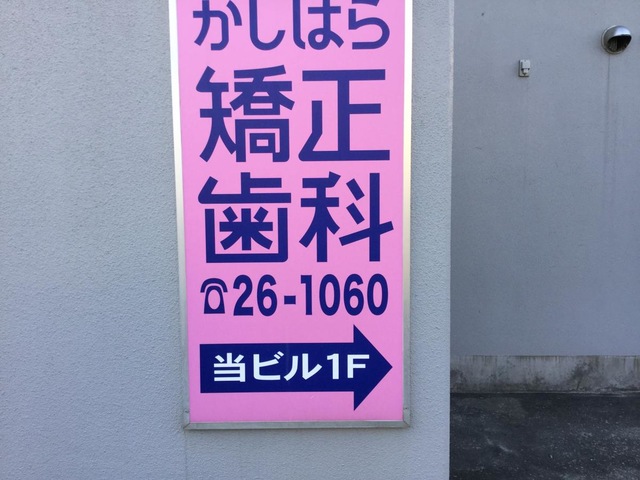 かしはら
矯正
歯科
☎26-1060
当ビル1F